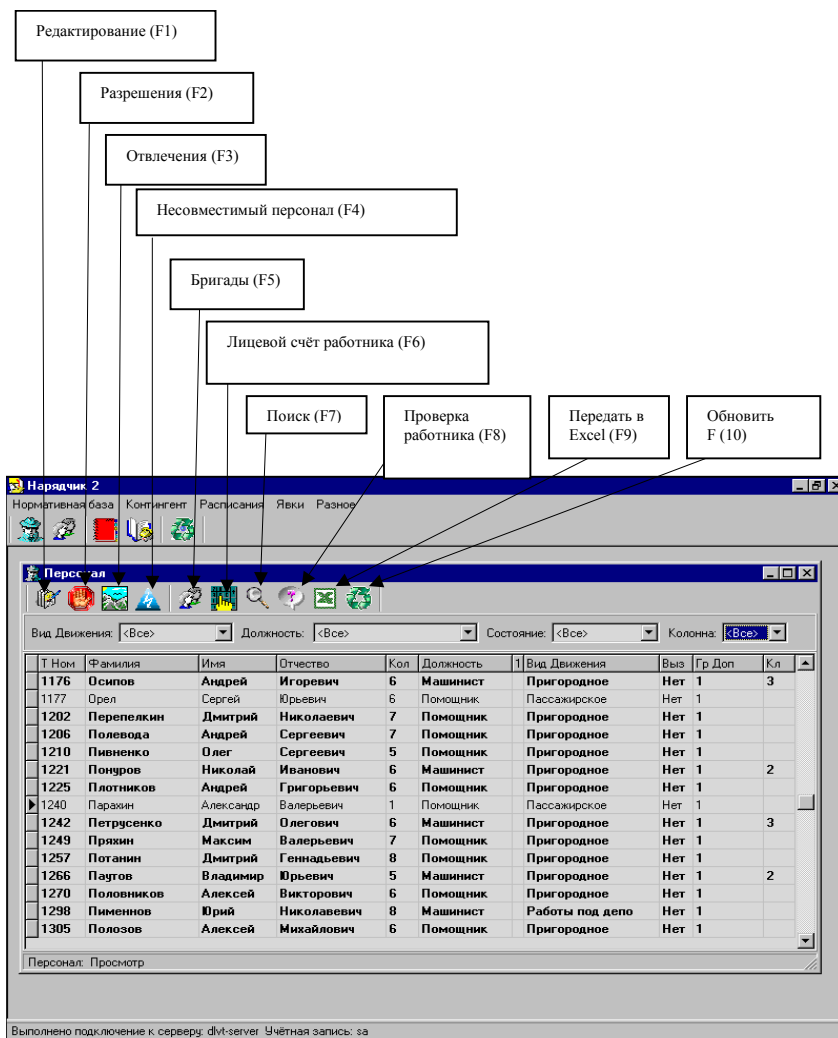 Редактирование (F1)
Разрешения (F2)
Отвлечения (F3)
Несовместимый персонал (F4)
Бригады (F5)
Лицевой счёт работника (F6)
Поиск (F7)
Проверка
работника (F8)
Передать в
Excel (F9)
Обновить
F (10)
Нарядчик 2
Нормативная база Контингент Расписания Явки Разное
Персонал
Вид Движения: <Все> Должность: <Все> Состояние: <Все> Колонна: <Все>
Т Ном Фамилия Имя Отчество Кол Должность 1 Вид Движения Выз Гр Доп Кл
1176 Осипов Андрей Игоревич 6 Машинист Пригородное Нет 1 3
1177 Орел Сергей Юрьевич 6 Помощник Пассажирское Нет 1
1202 Перепелкин Дмитрий Николаевич 7 Помощник Пригородное Нет 1
1206 Полевода Андрей Сергеевич 7 Помощник Пригородное Нет 1
1210 Пивненко Олег Сергеевич 5 Помощник Пригородное Нет 1
1221 Понуров Николай Иванович 6 Машинист Пригородное Нет 1 2
1225 Плотников Андрей Григорьевич 6 Помощник Пригородное Нет 1
1240 Парахин Александр Валерьевич 1 Помощник Пассажирское Нет 1
1242 Петрусенко Дмитрий Олегович 6 Машинист Пригородное Нет 1 3
1249 Пряхин Максим Валерьевич 7 Помощник Пригородное Нет 1
1257 Потанин Дмитрий Геннадьевич 8 Помощник Пригородное Нет 1
1266 Паутов Владимир Юрьевич 5 Машинист Пригородное Нет 1 2
1270 Половников Алексей Викторович 6 Помощник Пригородное Нет 1
1298 Пименнов Юрий Николавевич 8 Машинист Работы под депо Нет 1
1305 Полозов Алексей Михайлович 6 Помощник Пригородное Нет 1
Персонал: Просмотр
Выполнено подключение к серверу: dlvt-server Учётная запись: sa